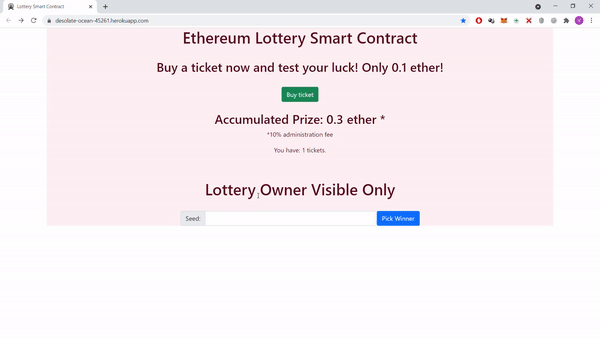 Lottery Smart Contract
desolate-ocean-45261.herokuapp.com
Ethereum Lottery Smart Contract
Buy a ticket now and test your luck! Only 0.1 ether!
Buy ticket
Accumulated Prize: 0.3 ether *
*10% administration fee
You have: 1 tickets.
Lottery Owner Visible Only
Seed:
Pick Winner